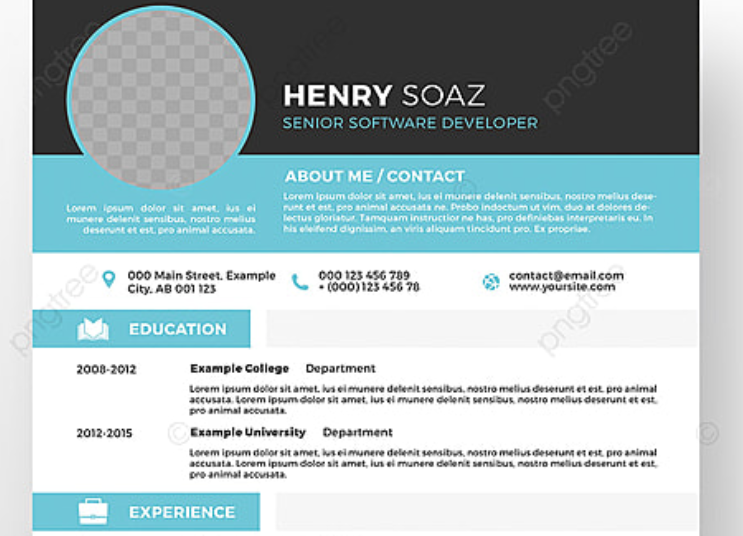 HENRY SOAZ
SENIOR SOFTWARE DEVELOPER
ABOUT ME / CONTACT
Lorem ipsum dolor sit amet, ius ei
munere delenit sensibus, nostro melius
deserunt et est, pro animal accusata.
Lorem ipsum dolor sit amet, ius ei munere delenit sensibus, nostro melius dese-
runt et est, pro animal accusata ne. Probo indoctum ut vim, duo at dolores de-
lectus gloriatur. Tamquam instructior ne has, pro definiebas interpretaris eu. In
his eleifend dignissim, an viris aliquam tincidunt pro. Ex propriae.
000 Main Street, Example
City, AB 001 123
000 123 456 789
+ (000) 123 456 78
contact@email.com
www.yoursite.com
EDUCATION
2008-2012
Example College Department
Lorem ipsum dolor sit amet, ius ei munere delenit sensibus, nostro melius deserunt et est, pro animal
accusata. Lorem ipsum dolor sit amet, ius ei munere delenit sensibus, nostro melius deserunt et est,
pro animal accusata.
2012-2015
Example University Department
Lorem ipsum dolor sit amet, ius ei munere delenit sensibus, nostro melius deserunt et est, pro animal
accusata. Lorem ipsum dolor sit amet, ius ei munere delenit sensibus, nostro melius deserunt et est,
pro animal accusata.
EXPERIENCE
pngtree
pngtree
pngtree
pngtree